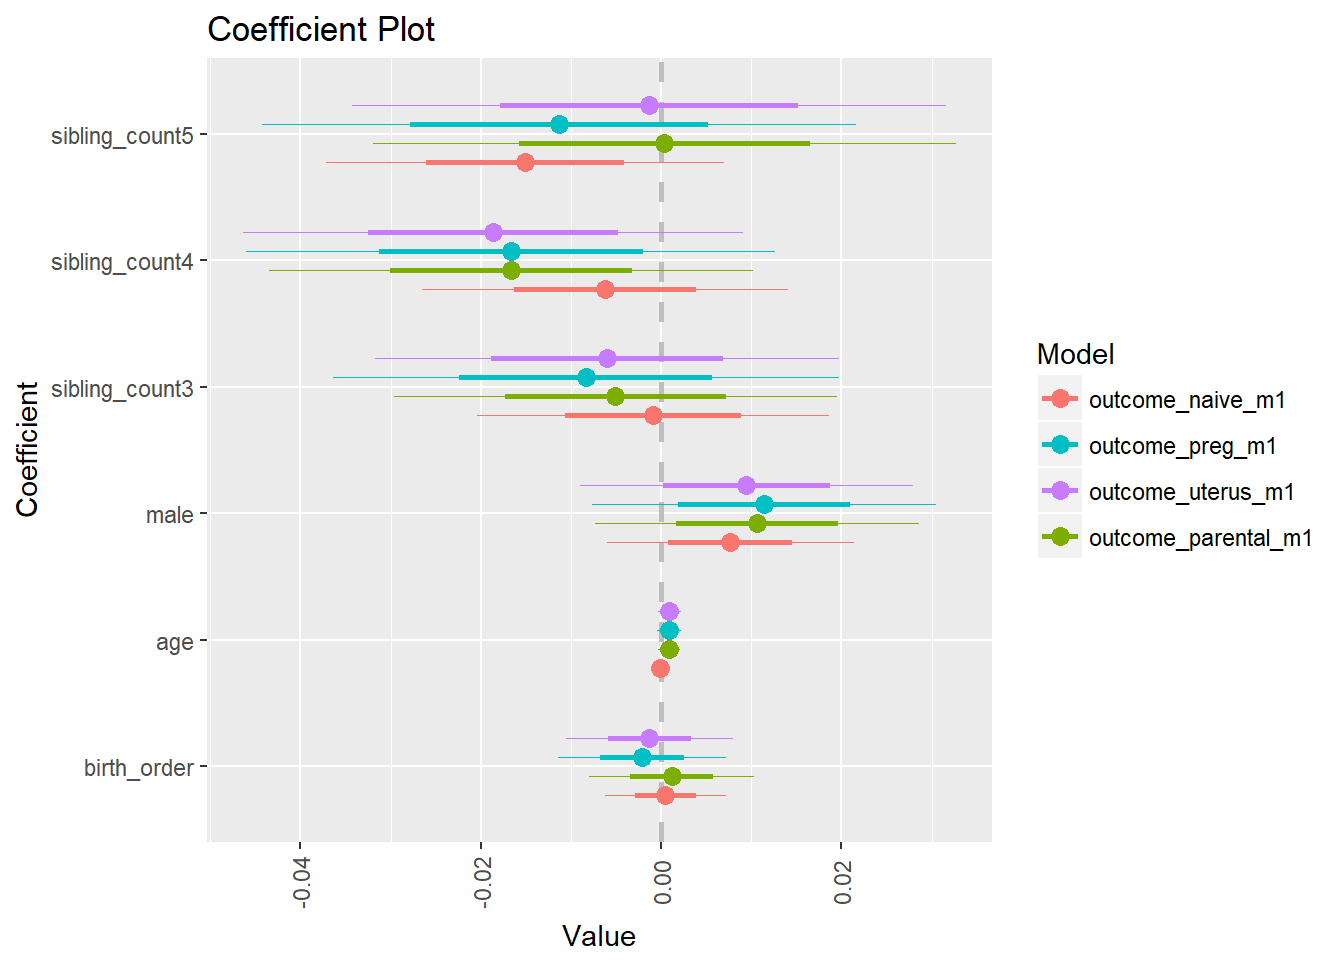 Coefficient Plot
sibling_count5
sibling_count4
sibling_count3
male
age
birth_order
Coefficient
-0.04
-0.02
0.00
0.02
Value
Model
outcome_naive_m1
outcome_preg_m1
outcome_uterus_m1
outcome_parental_m1